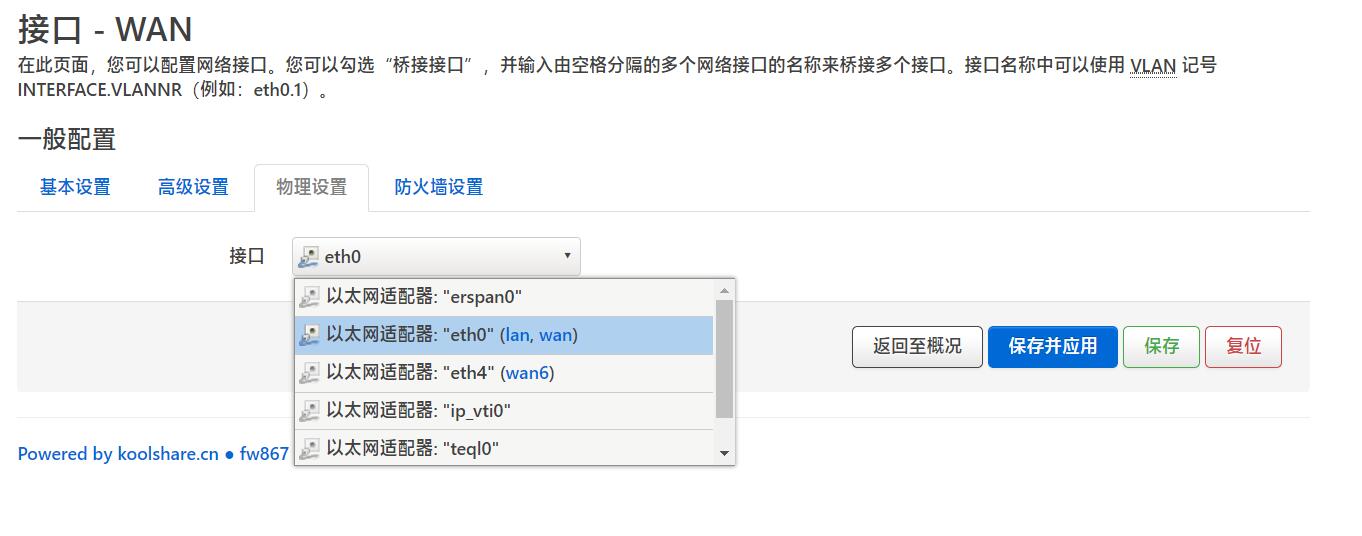 接口 - WAN
在此页面，您可以配置网络接口。您可以勾选“桥接接口”，并输入由空格分隔的多个网络接口的名称来桥接多个接口。接口名称中可以使用 VLAN 记号
INTERFACE.VLANNR（例如：eth0.1）。
一般配置
基本设置 高级设置 物理设置 防火墙设置
接口 eth0
以太网适配器: "erspan0"
以太网适配器: "eth0" (lan, wan)
以太网适配器: "eth4" (wan6)
以太网适配器: "ip_vti0"
以太网适配器: "teql0"
返回至概况 保存并应用 保存 复位
Powered by koolshare.cn ● fw867